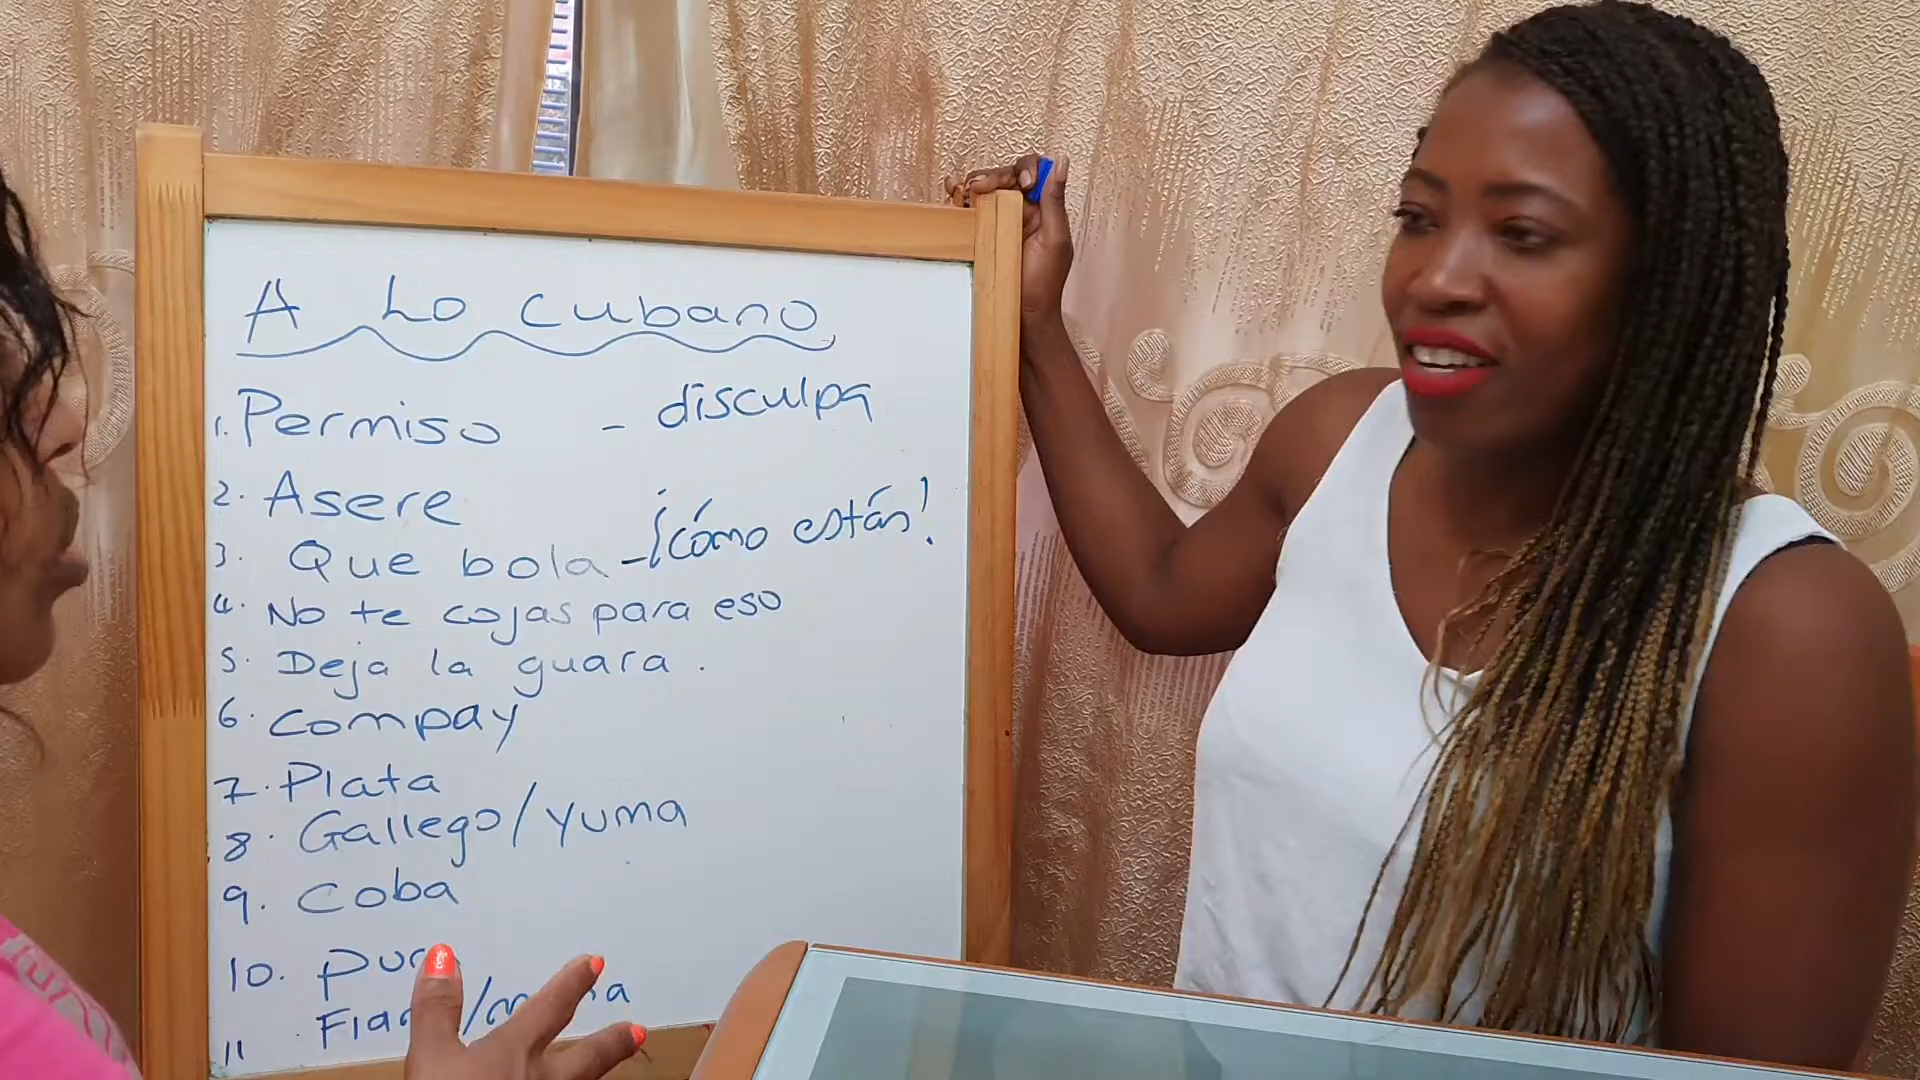 A Lo cubano
1. Permiso - disculpa
2. Asere
3. Que bola - ¡cómo estás!
4. No te cojas para eso
5. Deja la guara.
6. compay
7. Plata
8. Gallego/yuma
9. coba
10.
11